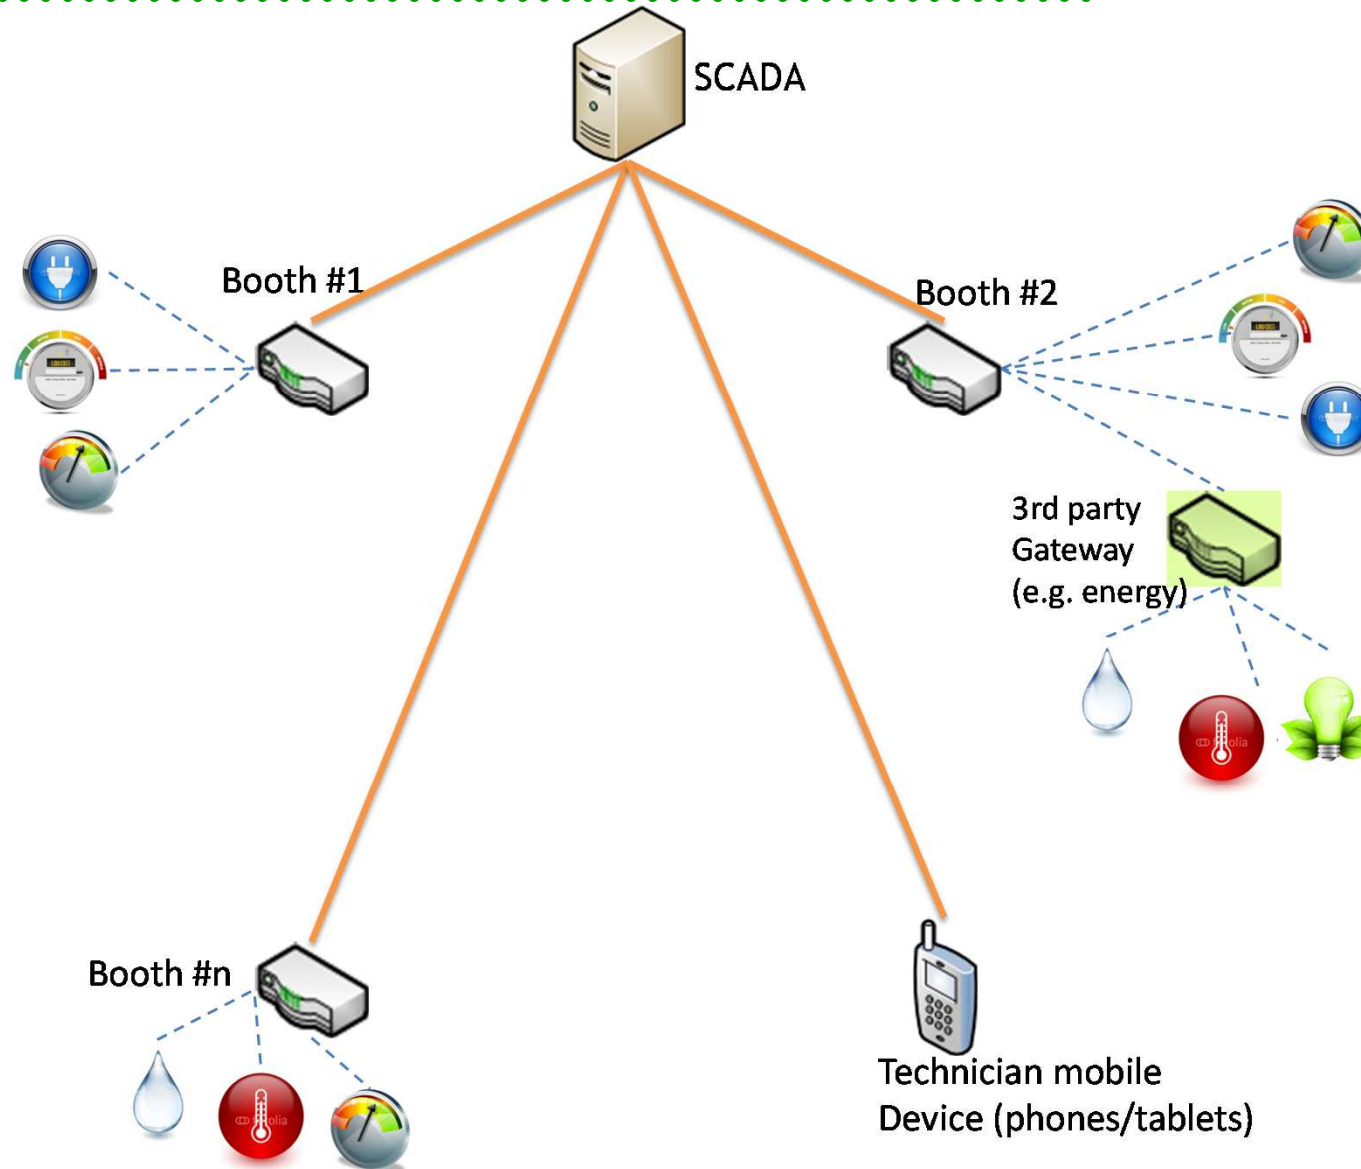 SCADA
Booth #1
Booth #2
3rd party
Gateway
(e.g. energy)
Booth #n
Technician mobile
Device (phones/tablets)